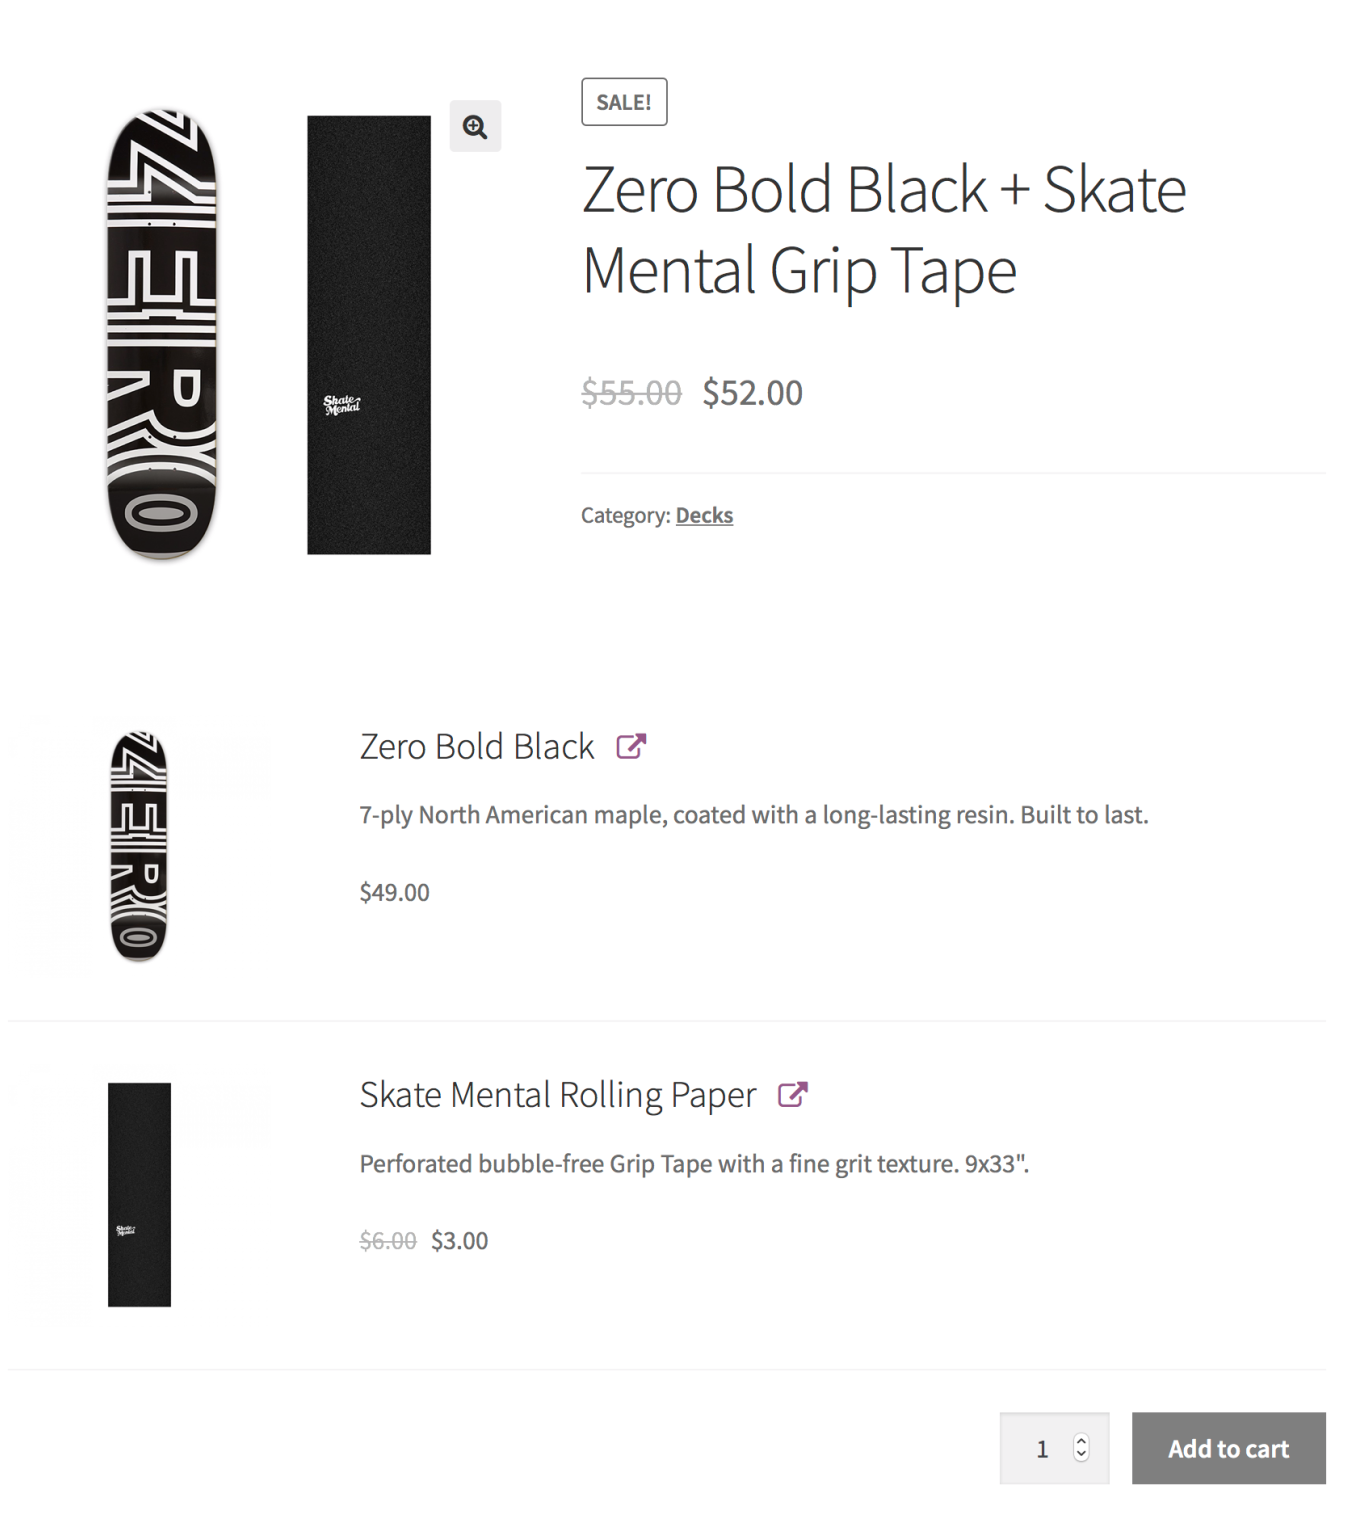 ZERO
Skate
Mental
SALE!
Zero Bold Black + Skate
Mental Grip Tape
$55.00 $52.00
Category: Decks
ZERO
Zero Bold Black
7-ply North American maple, coated with a long-lasting resin. Built to last.
$49.00
Skate
Mental
Skate Mental Rolling Paper
Perforated bubble-free Grip Tape with a fine grit texture. 9x33".
$6.00 $3.00
1
Add to cart